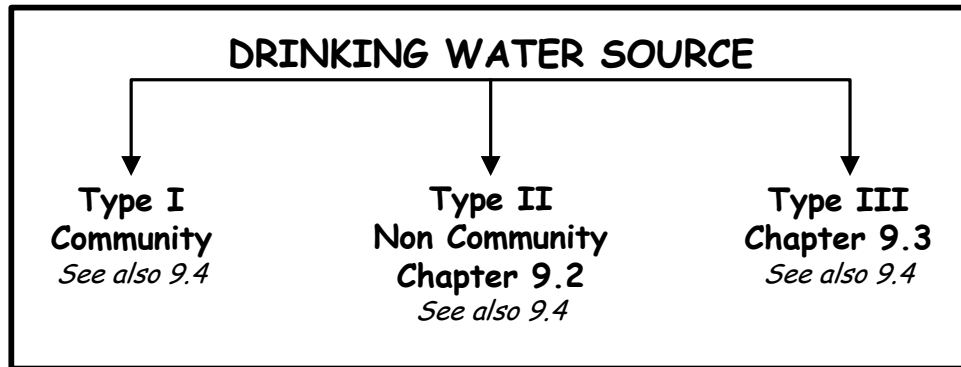 DRINKING WATER SOURCE
Type I
Community
See also 9.4
Type II
Non Community
Chapter 9.2
See also 9.4
Type III
Chapter 9.3
See also 9.4